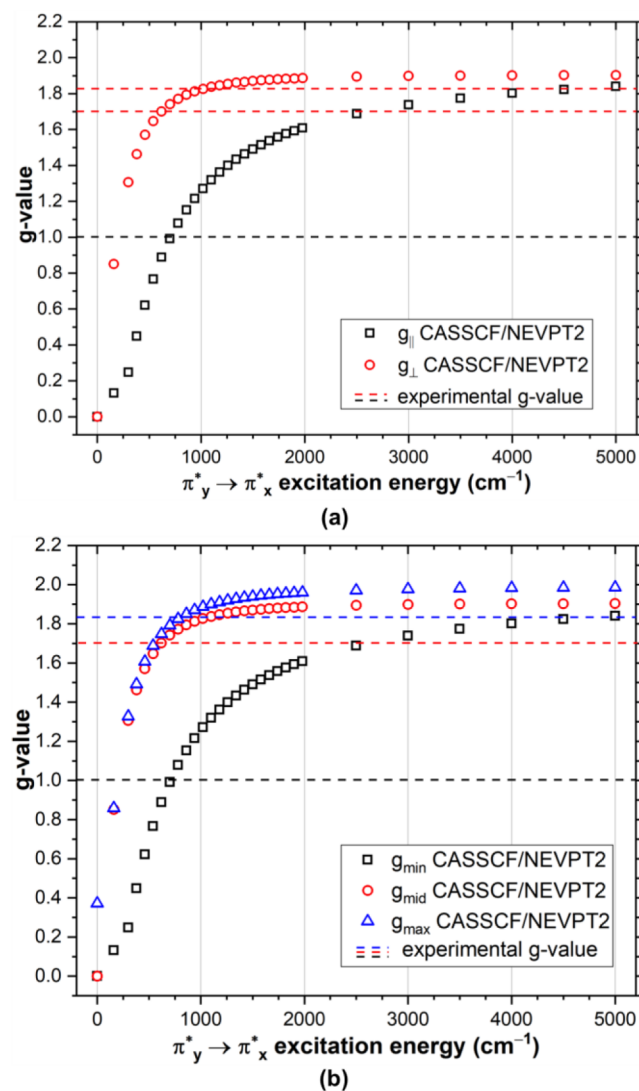 2.2
2.0
1.8
1.6
1.4
1.2
1.0
0.8
0.6
0.4
0.2
0.0
g-value
g∥ CASSCF/NEVPT2
g⊥ CASSCF/NEVPT2
experimental g-value
0 1000 2000 3000 4000 5000
π*y → π*x excitation energy (cm⁻¹)
(a)
2.2
2.0
1.8
1.6
1.4
1.2
1.0
0.8
0.6
0.4
0.2
0.0
g-value
gmin CASSCF/NEVPT2
gmid CASSCF/NEVPT2
gmax CASSCF/NEVPT2
experimental g-value
0 1000 2000 3000 4000 5000
π*y → π*x excitation energy (cm⁻¹)
(b)